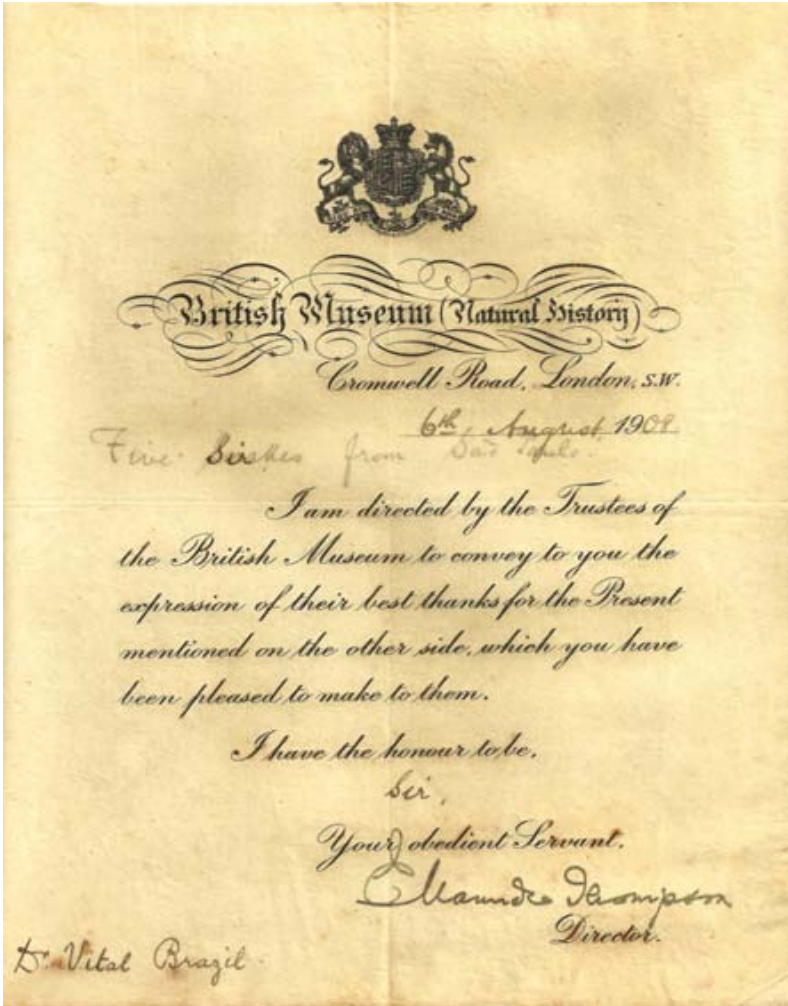 British Museum (Natural History)
Cromwell Road, London, S.W.
6th August, 1908
Five from São Paulo.
I am directed by the Trustees of
the British Museum to convey to you the
expression of their best thanks for the Present
mentioned on the other side, which you have
been pleased to make to them.
I have the honour to be,
Sir,
Your obedient Servant,
E Maunde Thompson
Director.
Dr. Vital Brazil.